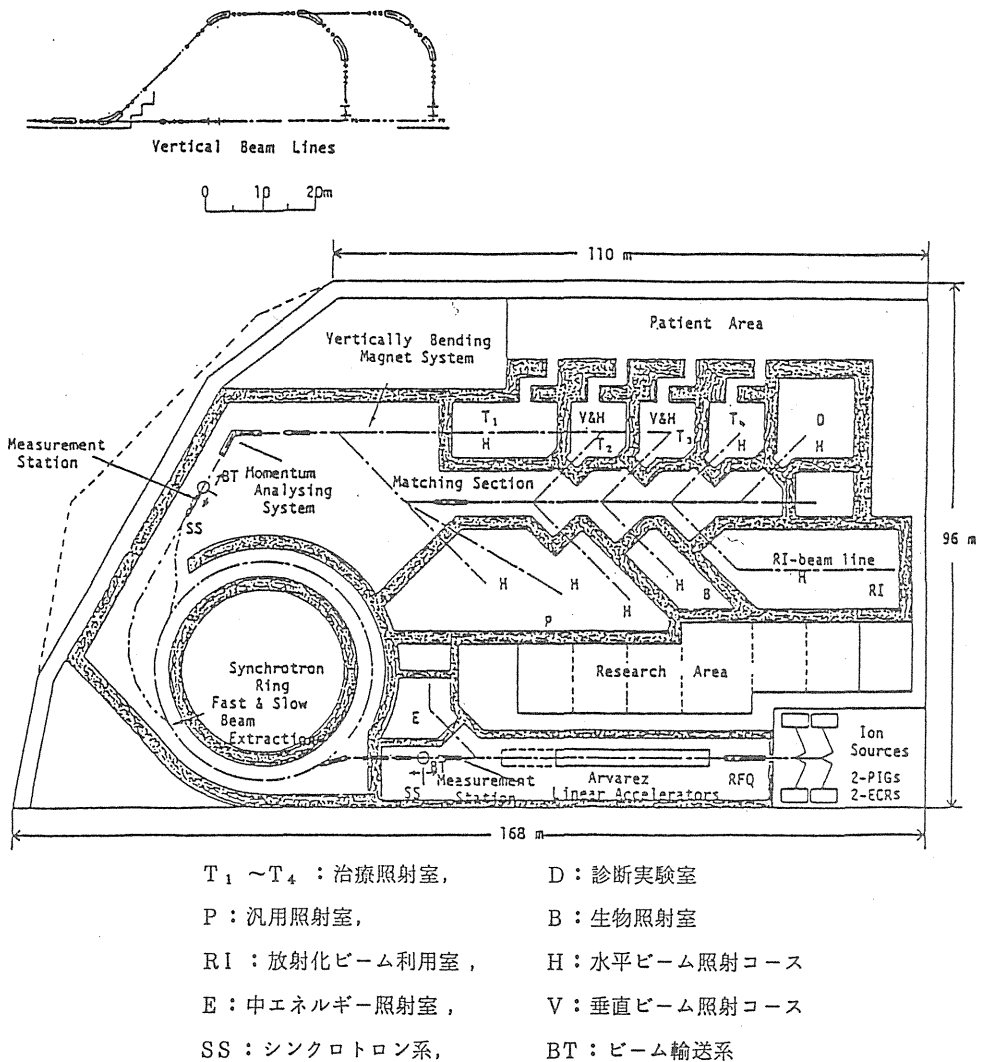 Vertical Beam Lines
0 10 20m
110 m
Patient Area
Vertically Bending
Magnet System
T₁
H
V&H
T₂
V&H
T₃
T₄
H
D
H
Measurement
Station
BT
Momentum
Analysing
System
SS
Matching Section
96 m
RI-beam line
H
RI
H
H
H
H
B
P
Synchrotron
Ring
Fast & Slow
Beam
Extraction
Research Area
E
Ion
Sources
2-PIGs
2-ECRs
BT
SS
Measurement
Station
Arvarez
Linear Accelerators
RFQ
168 m
T₁ ~T₄ : 治療照射室, D:診断実験室
P:汎用照射室, B:生物照射室
RI:放射化ビーム利用室, H:水平ビーム照射コース
E:中エネルギー照射室, V:垂直ビーム照射コース
SS:シンクロトロン系, BT:ビーム輸送系